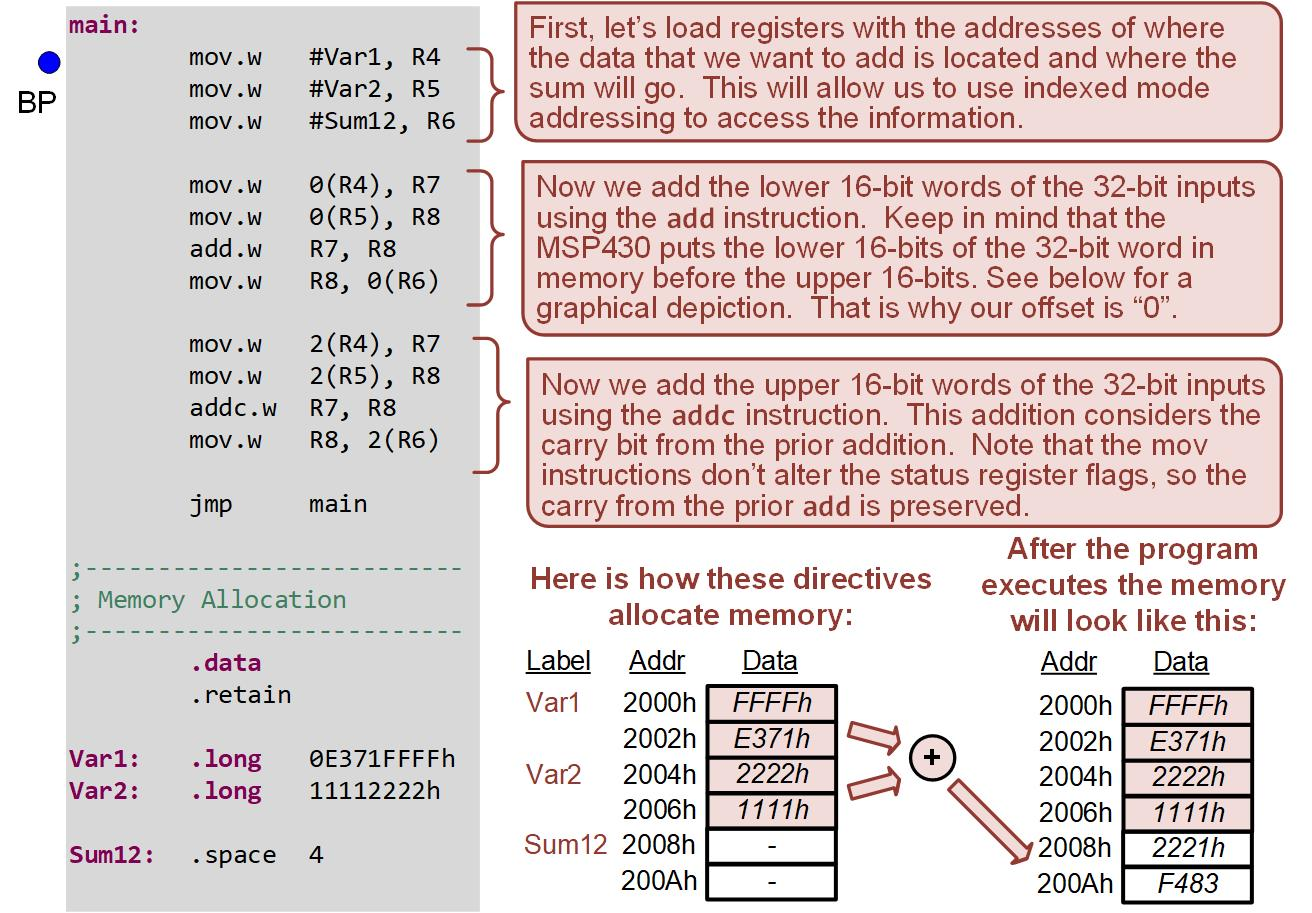 main:
mov.w #Var1, R4
mov.w #Var2, R5
mov.w #Sum12, R6
BP
mov.w 0(R4), R7
mov.w 0(R5), R8
add.w R7, R8
mov.w R8, 0(R6)
mov.w 2(R4), R7
mov.w 2(R5), R8
addc.w R7, R8
mov.w R8, 2(R6)
jmp main
;--------------------------
; Memory Allocation
;--------------------------
.data
.retain
Var1: .long 0E371FFFFh
Var2: .long 11112222h
Sum12: .space 4
First, let’s load registers with the addresses of where
the data that we want to add is located and where the
sum will go. This will allow us to use indexed mode
addressing to access the information.
Now we add the lower 16-bit words of the 32-bit inputs
using the add instruction. Keep in mind that the
MSP430 puts the lower 16-bits of the 32-bit word in
memory before the upper 16-bits. See below for a
graphical depiction. That is why our offset is “0”.
Now we add the upper 16-bit words of the 32-bit inputs
using the addc instruction. This addition considers the
carry bit from the prior addition. Note that the mov
instructions don’t alter the status register flags, so the
carry from the prior add is preserved.
Here is how these directives
allocate memory:
Label Addr Data
Var1 2000h FFFFh
2002h E371h
Var2 2004h 2222h
2006h 1111h
Sum12 2008h -
200Ah -
+
After the program
executes the memory
will look like this:
Addr Data
2000h FFFFh
2002h E371h
2004h 2222h
2006h 1111h
2008h 2221h
200Ah F483